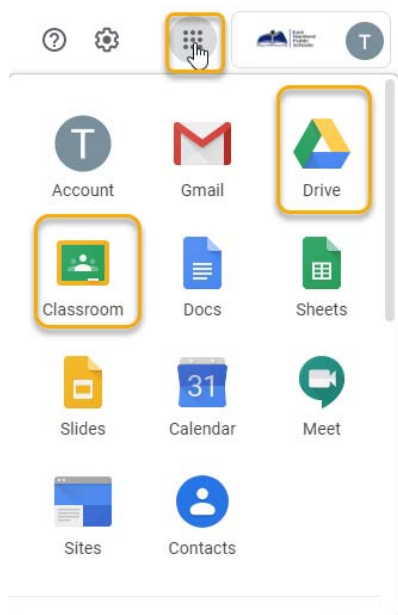 T
T
Account
Gmail
Drive
Classroom
Docs
Sheets
31
Slides
Calendar
Meet
Sites
Contacts